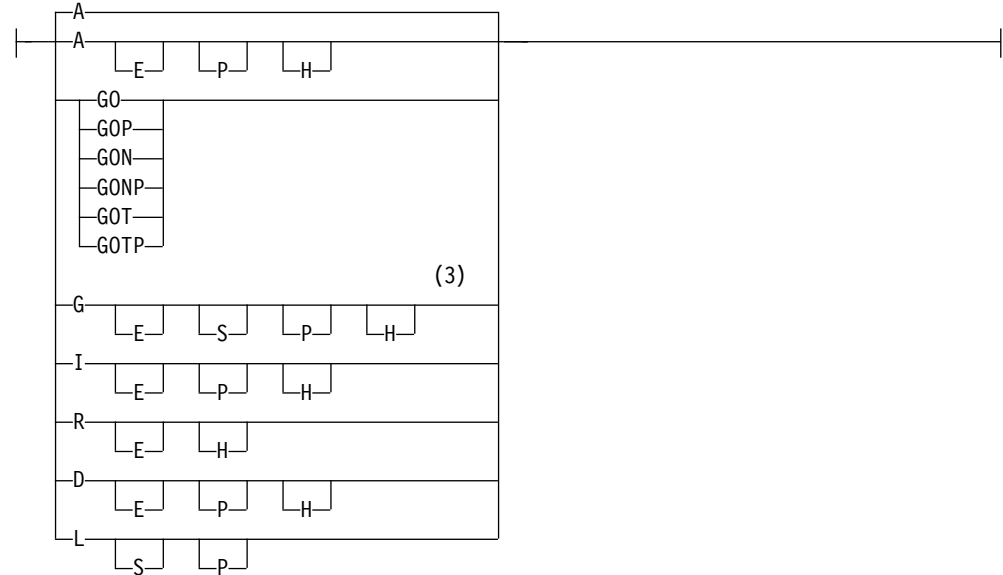 A
A
E P H
GO
GOP
GON
GONP
GOT
GOTP
(3)
G
E S P H
I
E P H
R
E H
D
E P H
L
S P